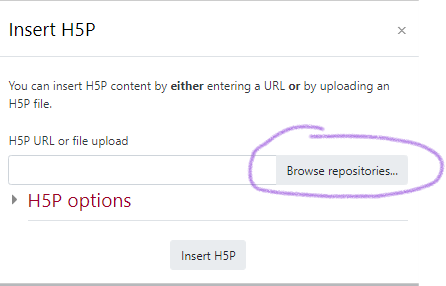 Insert H5P ×
You can insert H5P content by either entering a URL or by uploading an
H5P file.
H5P URL or file upload
Browse repositories...
H5P options
Insert H5P